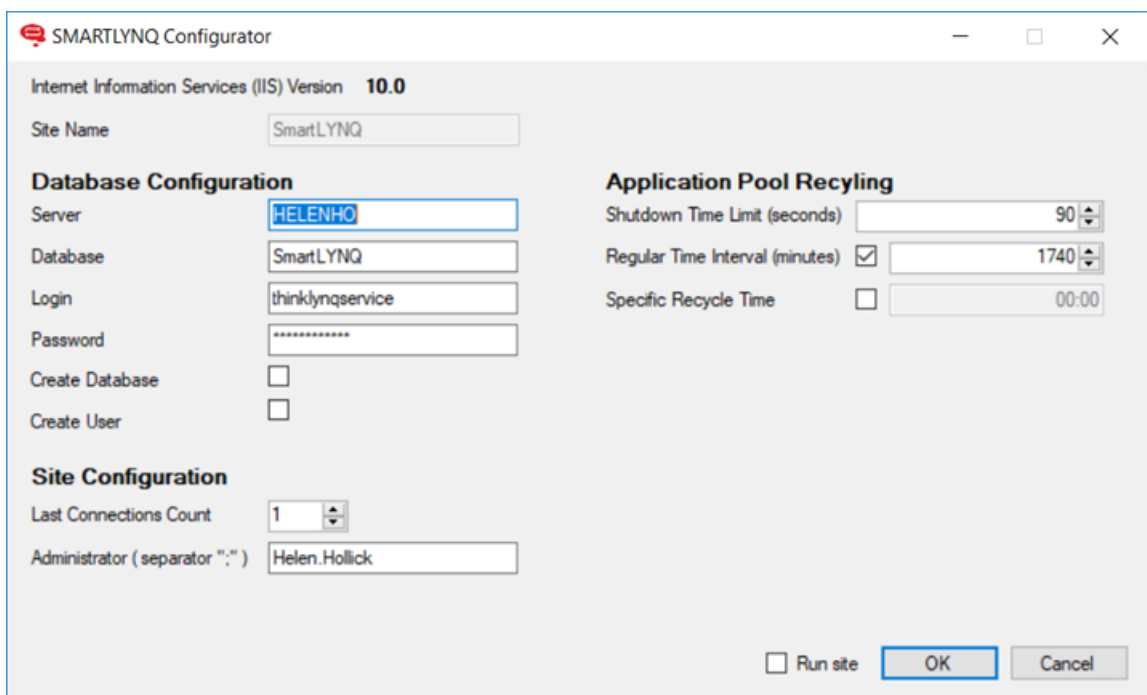 SMARTLYNQ Configurator
Internet Information Services (IIS) Version 10.0
Site Name SmartLYNQ
Database Configuration
Server HELENHO
Database SmartLYNQ
Login thinklynqservice
Password ************
Create Database
Create User
Site Configuration
Last Connections Count 1
Administrator ( separator ";" ) Helen.Hollick
Application Pool Recyling
Shutdown Time Limit (seconds) 90
Regular Time Interval (minutes) 1740
Specific Recycle Time 00:00
Run site OK Cancel